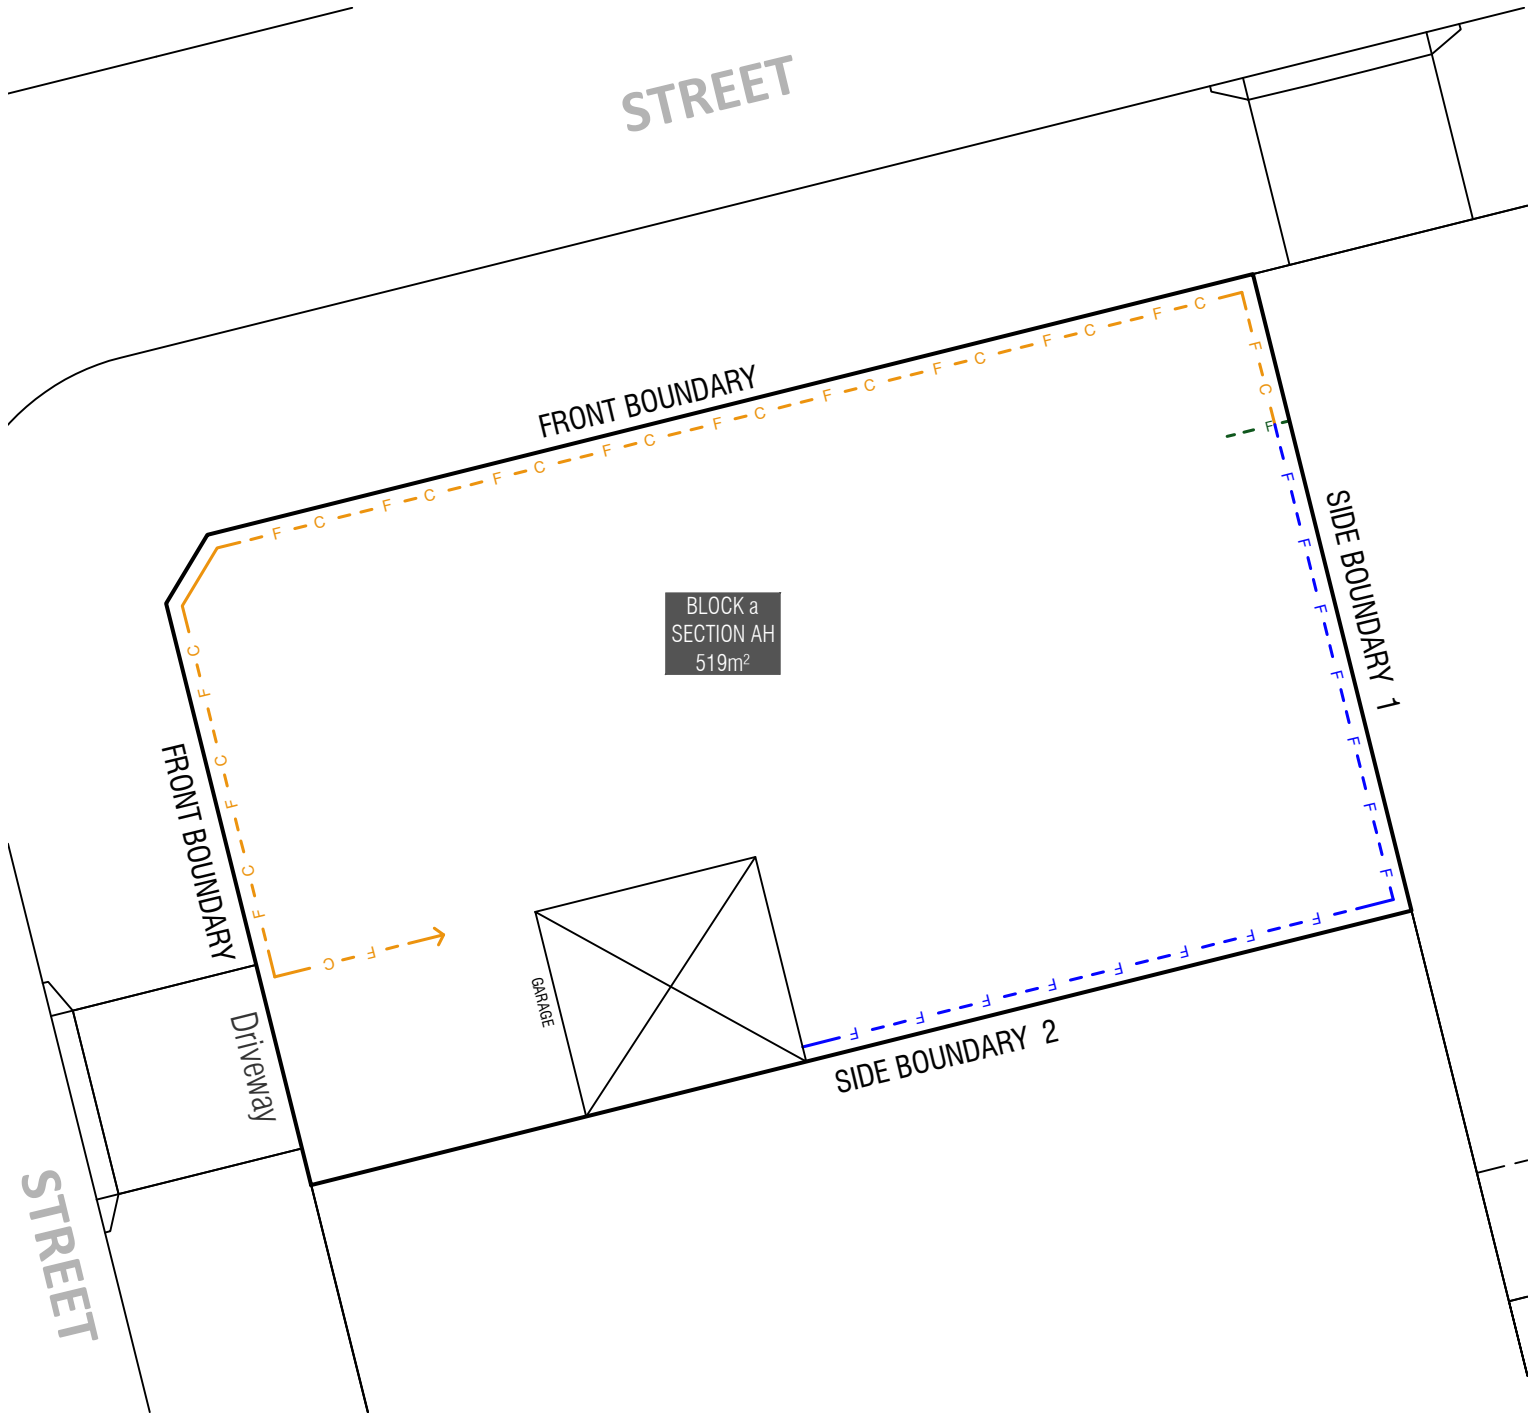 STREET
FRONT BOUNDARY
F C F C F C F C F C F C F C F C F C
F C
F
F F F F F F F
SIDE BOUNDARY 1
BLOCK a
SECTION AH
519m²
C F C F C F
FRONT BOUNDARY
C F
GARAGE
F F F F F F F F
SIDE BOUNDARY 2
Driveway
STREET